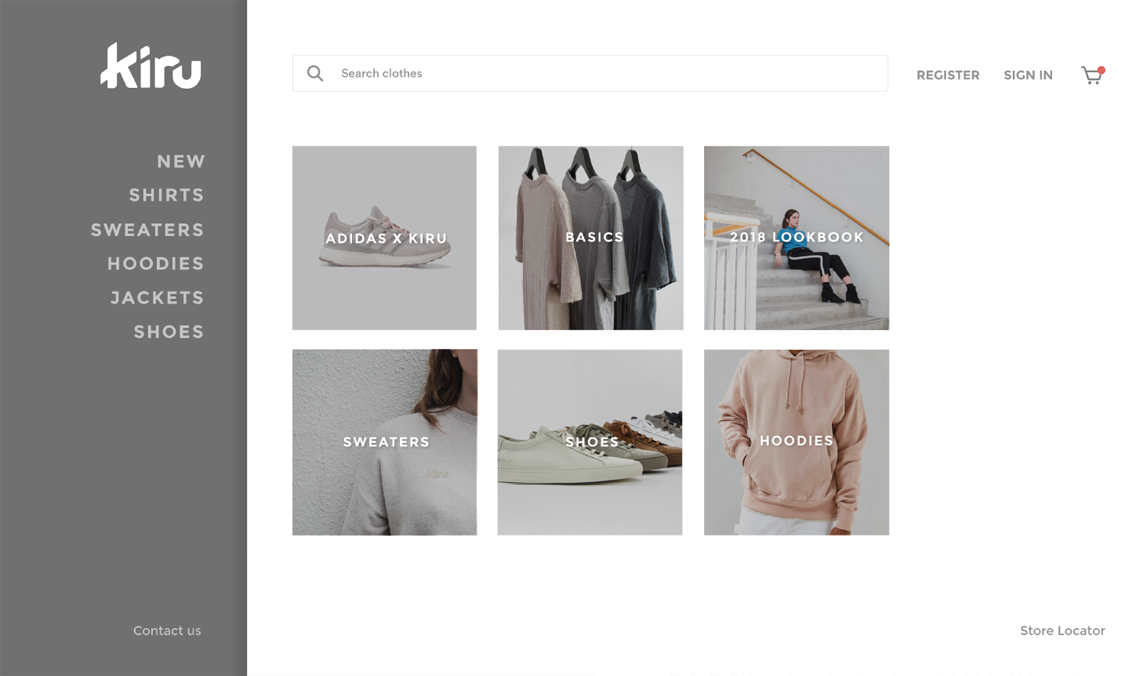 kiru
NEW
SHIRTS
SWEATERS
HOODIES
JACKETS
SHOES
Contact us
Search clothes
REGISTER
SIGN IN
ADIDAS X KIRU
BASICS
2018 LOOKBOOK
SWEATERS
kiru
SHOES
HOODIES
Store Locator